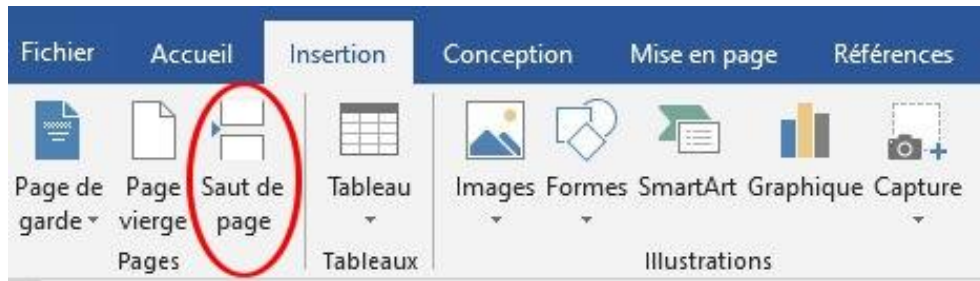 Fichier Accueil Insertion Conception Mise en page Références
Page de Page Saut de Tableau Images Formes SmartArt Graphique Capture
garde vierge page
Pages Tableaux Illustrations